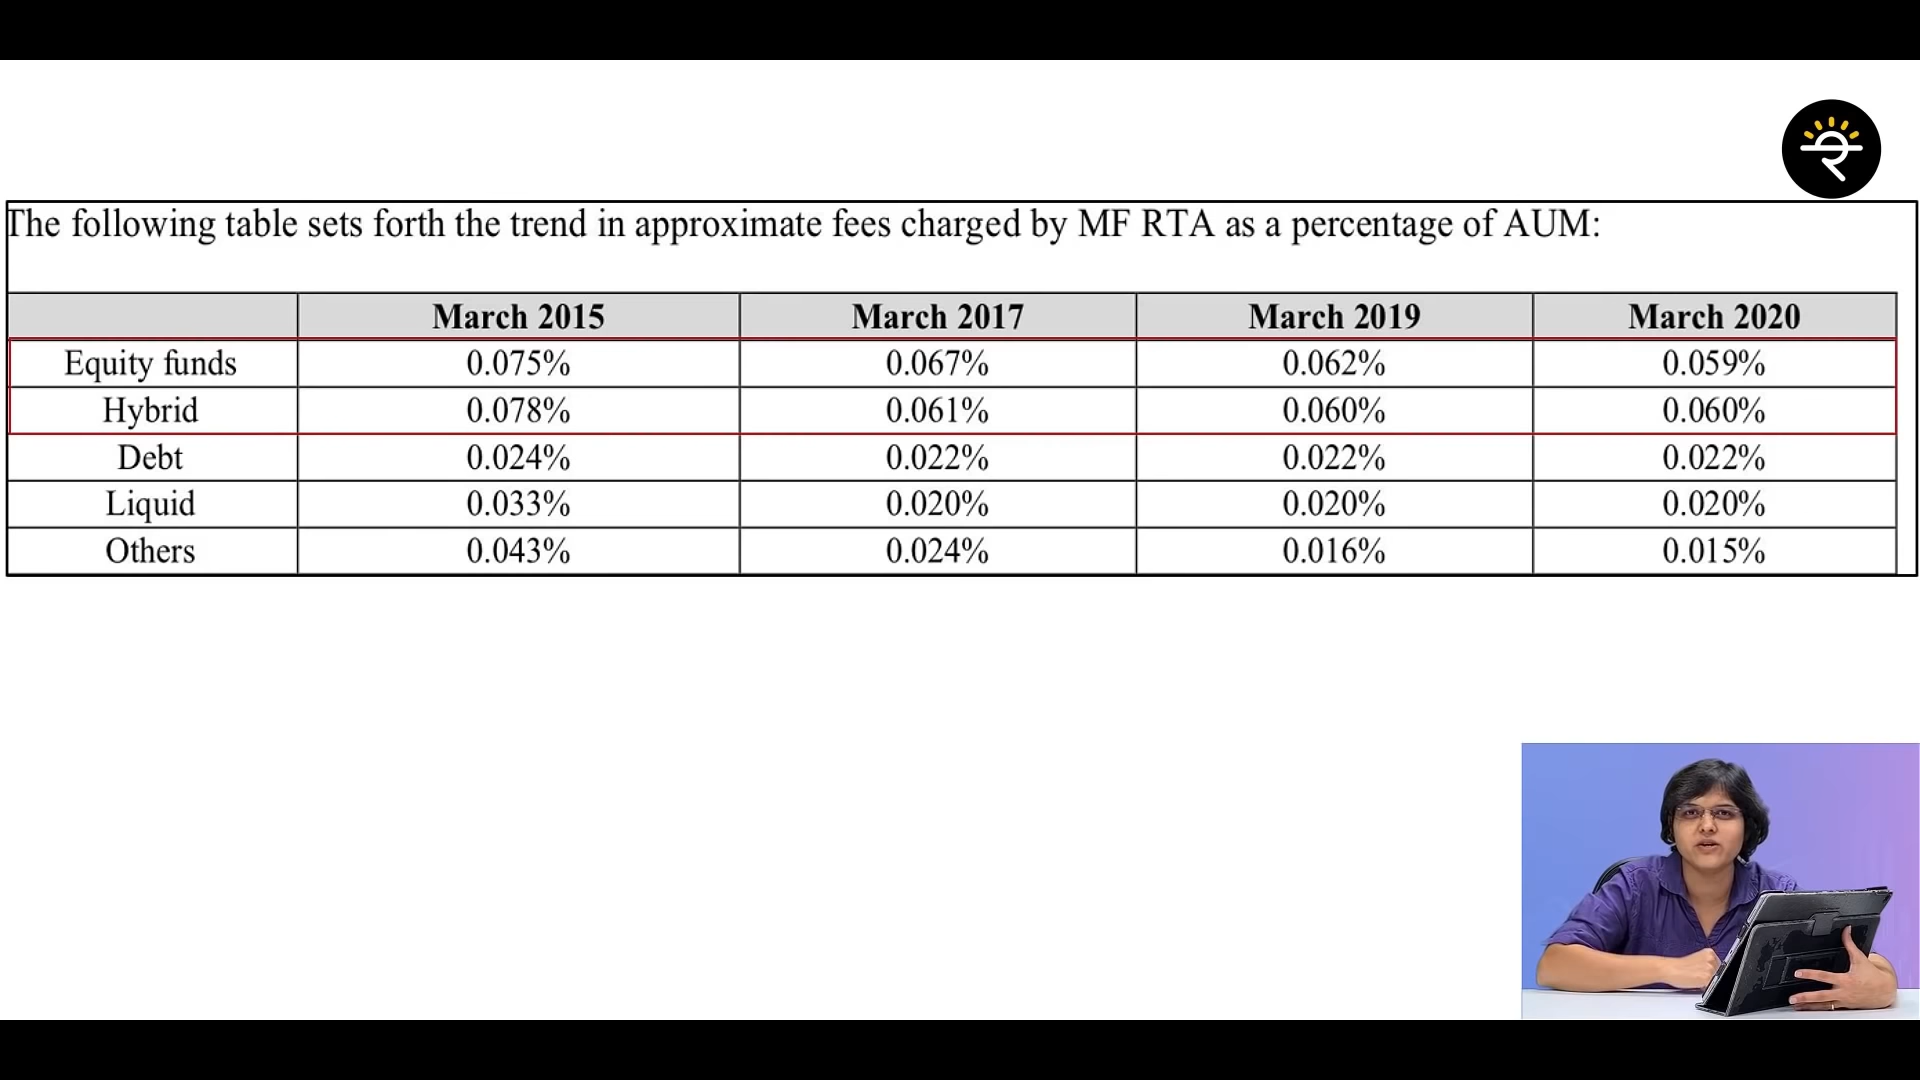 The following table sets forth the trend in approximate fees charged by MF RTA as a percentage of AUM:
March 2015 March 2017 March 2019 March 2020
Equity funds 0.075% 0.067% 0.062% 0.059%
Hybrid 0.078% 0.061% 0.060% 0.060%
Debt 0.024% 0.022% 0.022% 0.022%
Liquid 0.033% 0.020% 0.020% 0.020%
Others 0.043% 0.024% 0.016% 0.015%